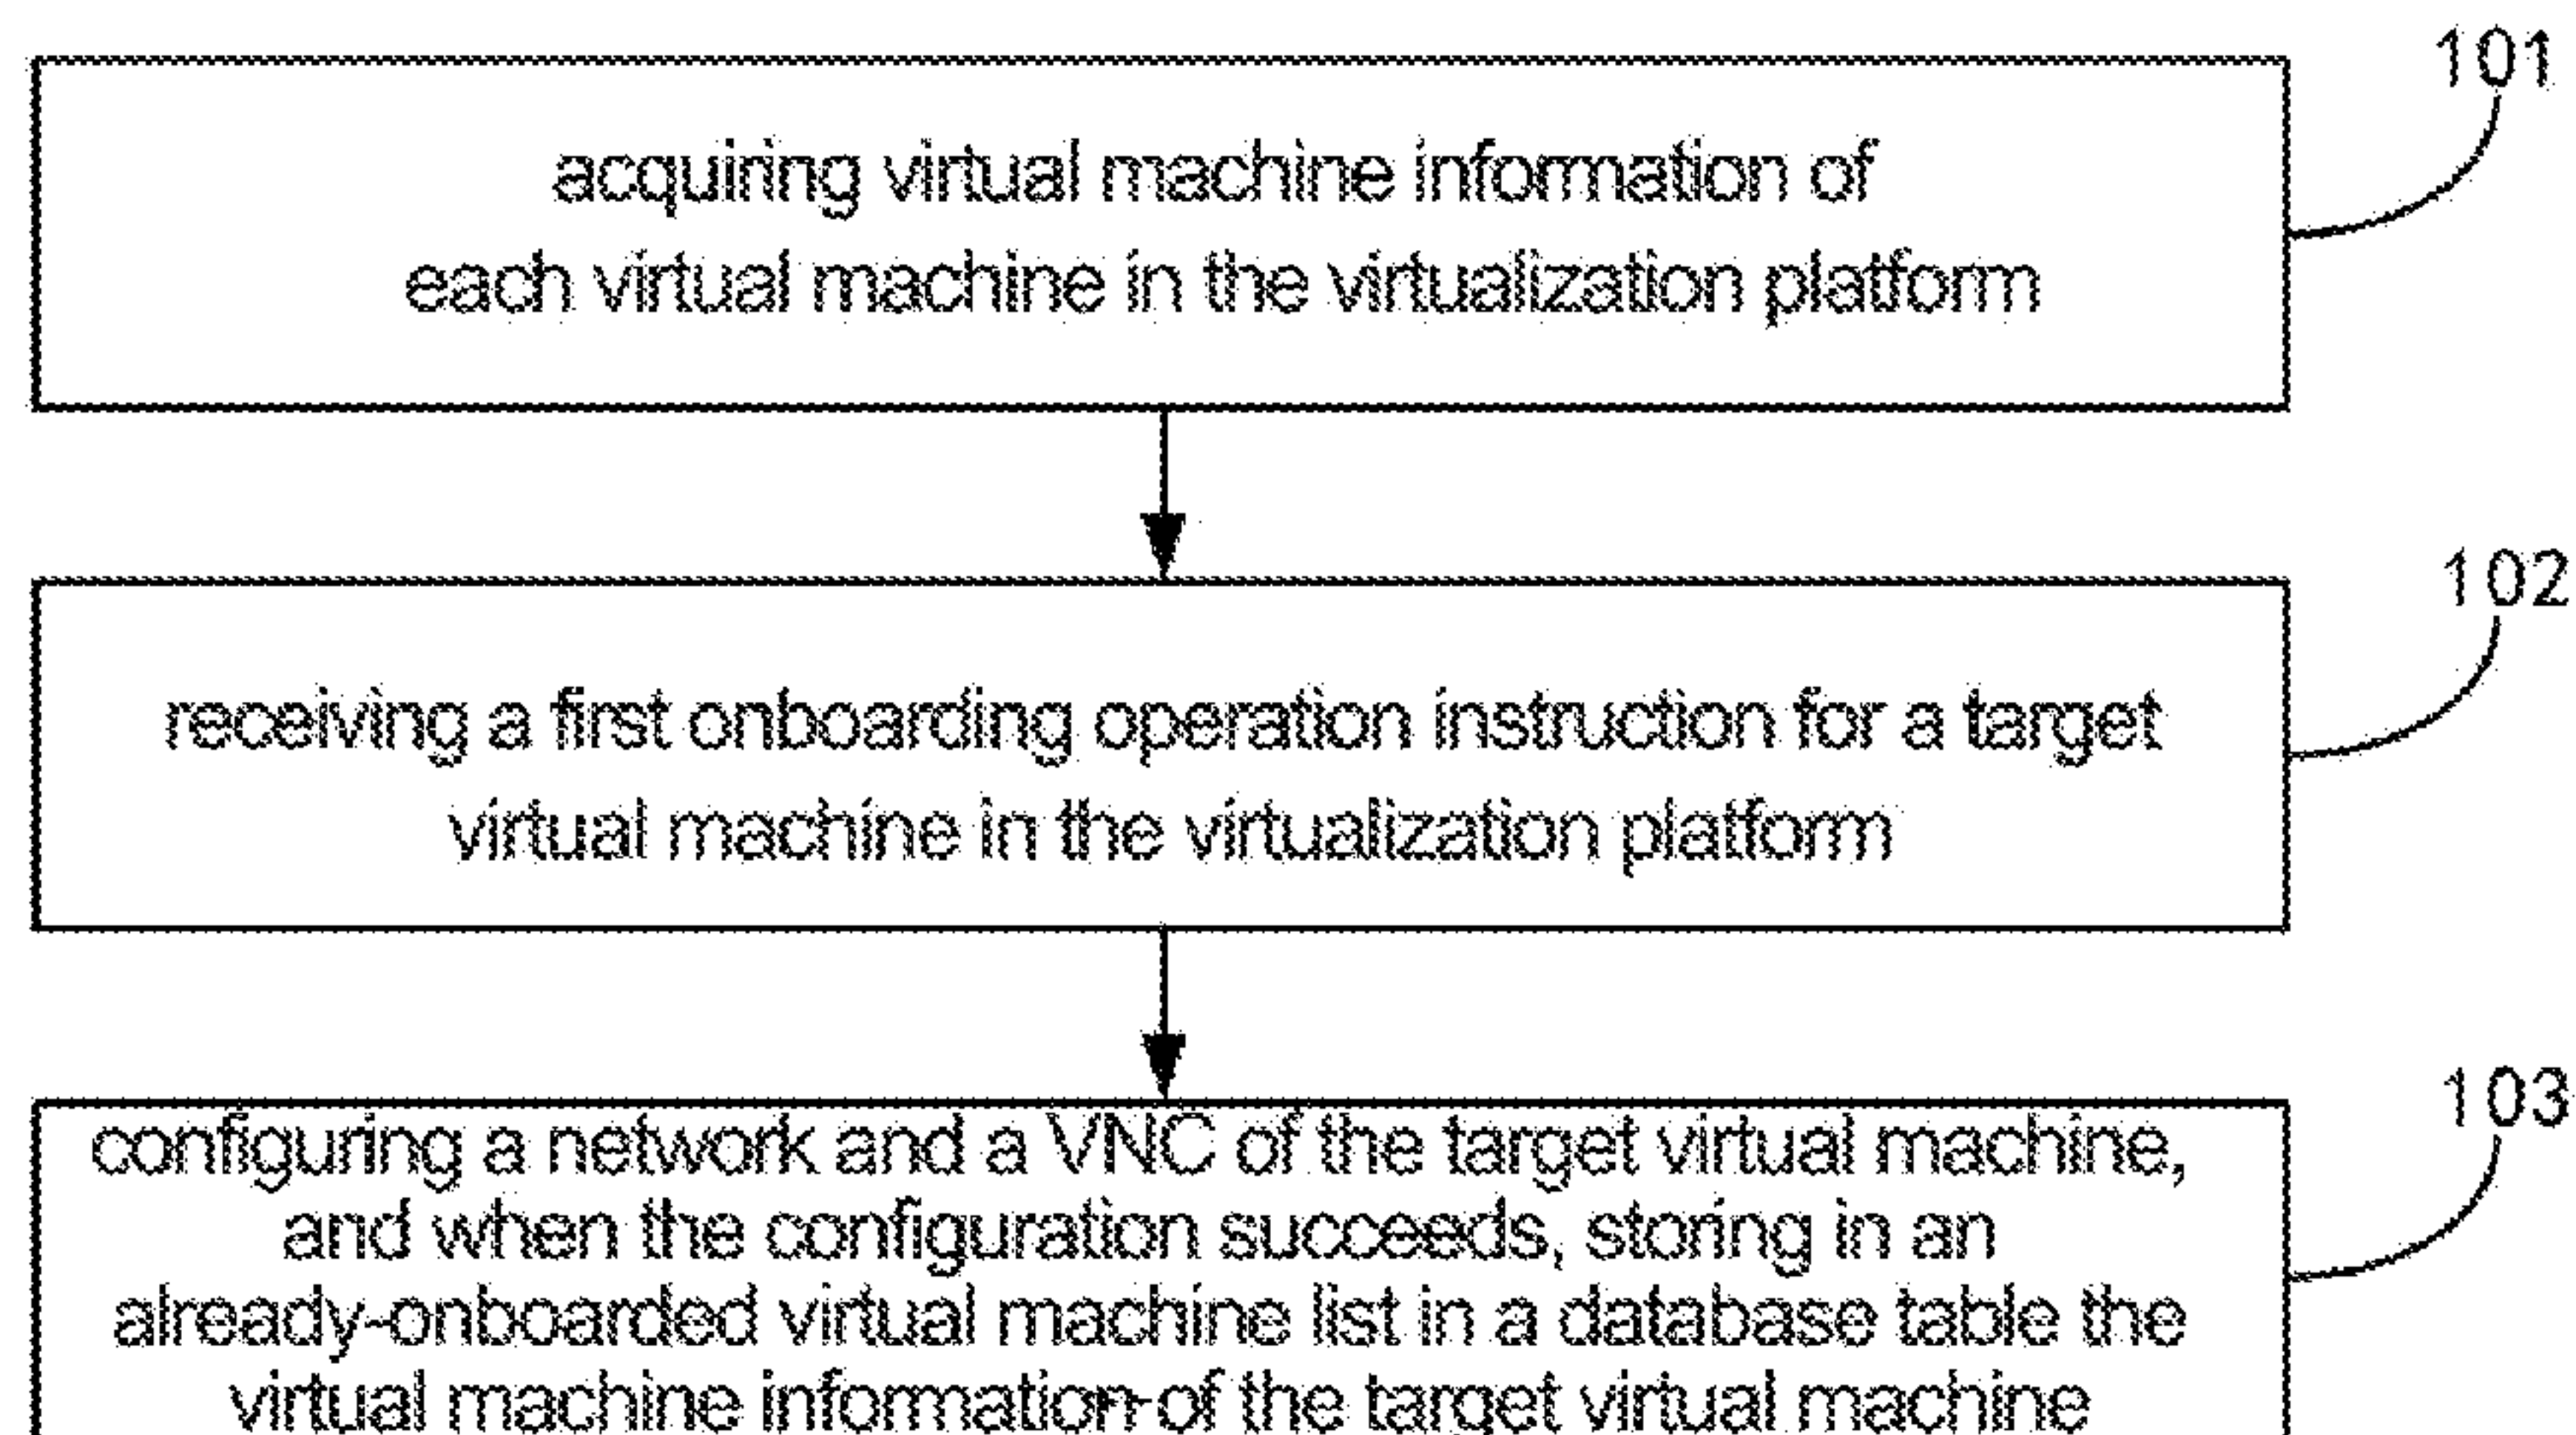 101
acquiring virtual machine information of
each virtual machine in the virtualization platform
102
receiving a first onboarding operation instruction for a target
virtual machine in the virtualization platform
103
configuring a network and a VNC of the target virtual machine,
and when the configuration succeeds, storing in an
already-onboarded virtual machine list in a database table the
virtual machine information of the target virtual machine